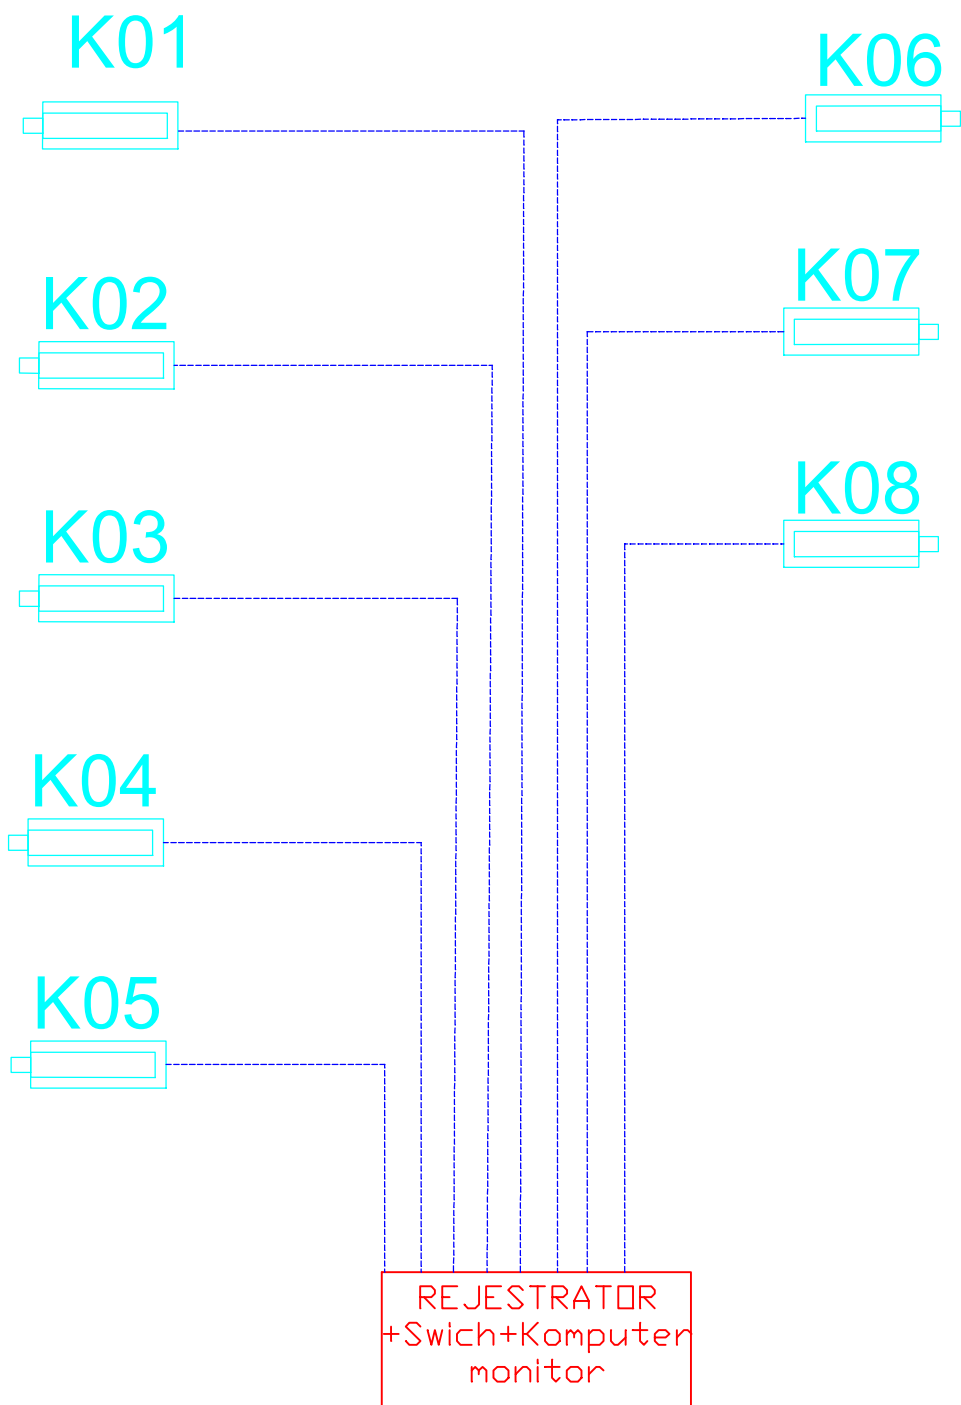 K01
K06
K02
K07
K03
K08
K04
K05
REJESTRATOR
+Swich+Komputer
monitor